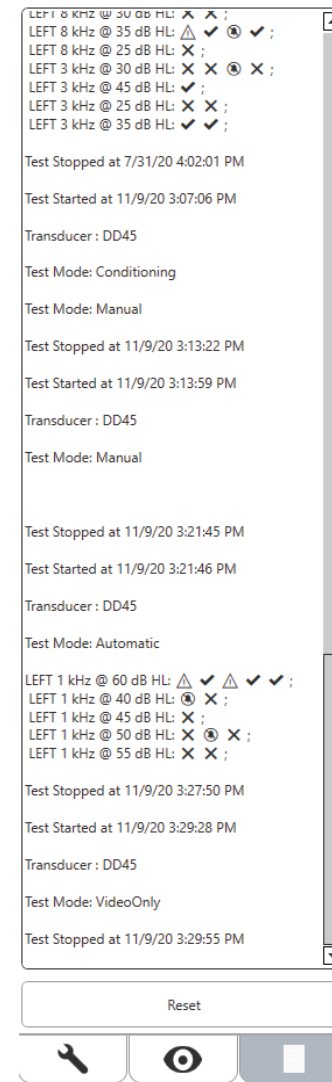 LEFT 8 kHz @ 30 dB HL: ✕ ✕ ;
LEFT 8 kHz @ 35 dB HL: ⚠ ✔ 🔕 ✔ ;
LEFT 8 kHz @ 25 dB HL: ✕ ;
LEFT 3 kHz @ 30 dB HL: ✕ ✕ 🔕 ✕ ;
LEFT 3 kHz @ 45 dB HL: ✔ ;
LEFT 3 kHz @ 25 dB HL: ✕ ✕ ;
LEFT 3 kHz @ 35 dB HL: ✔ ✔ ;
Test Stopped at 7/31/20 4:02:01 PM
Test Started at 11/9/20 3:07:06 PM
Transducer : DD45
Test Mode: Conditioning
Test Mode: Manual
Test Stopped at 11/9/20 3:13:22 PM
Test Started at 11/9/20 3:13:59 PM
Transducer : DD45
Test Mode: Manual
Test Stopped at 11/9/20 3:21:45 PM
Test Started at 11/9/20 3:21:46 PM
Transducer : DD45
Test Mode: Automatic
LEFT 1 kHz @ 60 dB HL: ⚠ ✔ ⚠ ✔ ✔ ;
LEFT 1 kHz @ 40 dB HL: 🔕 ✕ ;
LEFT 1 kHz @ 45 dB HL: ✕ ;
LEFT 1 kHz @ 50 dB HL: ✕ 🔕 ✕ ;
LEFT 1 kHz @ 55 dB HL: ✕ ✕ ;
Test Stopped at 11/9/20 3:27:50 PM
Test Started at 11/9/20 3:29:28 PM
Transducer : DD45
Test Mode: VideoOnly
Test Stopped at 11/9/20 3:29:55 PM
Reset